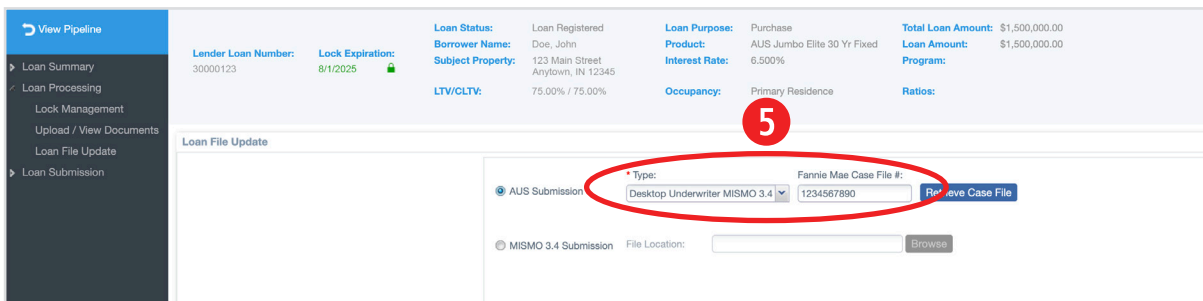 View Pipeline
Loan Summary
Loan Processing
Lock Management
Upload / View Documents
Loan File Update
Loan Submission
Lender Loan Number: Lock Expiration:
30000123 8/1/2025
Loan Status: Loan Registered Loan Purpose: Purchase Total Loan Amount: $1,500,000.00
Borrower Name: Doe, John Product: AUS Jumbo Elite 30 Yr Fixed Loan Amount: $1,500,000.00
Subject Property: 123 Main Street Interest Rate: 6.500% Program:
Anytown, IN 12345
LTV/CLTV: 75.00% / 75.00% Occupancy: Primary Residence Ratios:
5
Loan File Update
* Type: Fannie Mae Case File #:
AUS Submission Desktop Underwriter MISMO 3.4 1234567890 Retrieve Case File
MISMO 3.4 Submission File Location: Browse